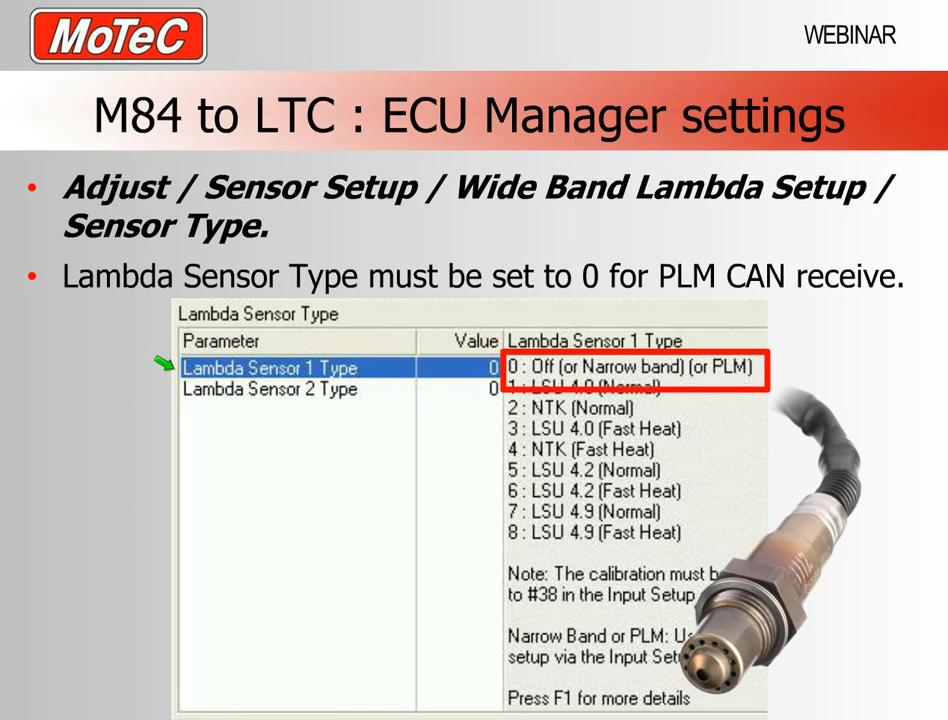 MoTeC
WEBINAR
M84 to LTC : ECU Manager settings
• Adjust / Sensor Setup / Wide Band Lambda Setup /
Sensor Type.
• Lambda Sensor Type must be set to 0 for PLM CAN receive.
Lambda Sensor Type
Parameter Value Lambda Sensor 1 Type
Lambda Sensor 1 Type 0 0 : Off (or Narrow band) (or PLM)
Lambda Sensor 2 Type 0 1 : LSU 4.0 (Normal)
2 : NTK (Normal)
3 : LSU 4.0 (Fast Heat)
4 : NTK (Fast Heat)
5 : LSU 4.2 (Normal)
6 : LSU 4.2 (Fast Heat)
7 : LSU 4.9 (Normal)
8 : LSU 4.9 (Fast Heat)
Note: The calibration must
to #38 in the Input Setup
Narrow Band or PLM:
setup via the Input
Press F1 for more details